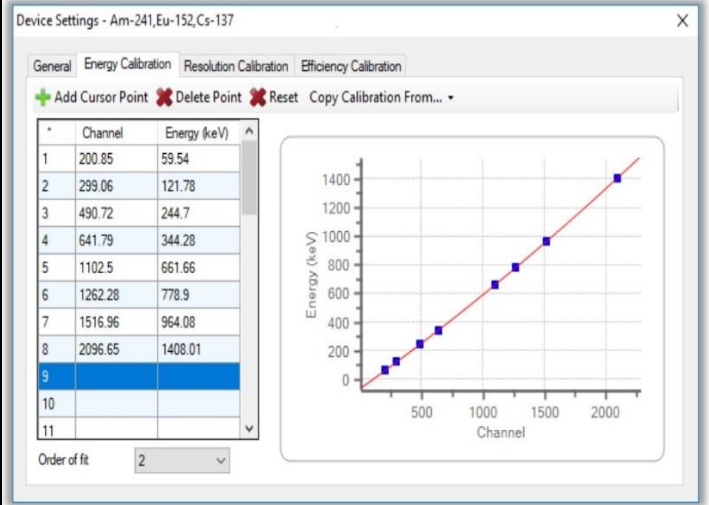 Device Settings - Am-241,Eu-152,Cs-137
General Energy Calibration Resolution Calibration Efficiency Calibration
Add Cursor Point Delete Point Reset Copy Calibration From...
* Channel Energy (keV)
1 200.85 59.54
2 299.06 121.78
3 490.72 244.7
4 641.79 344.28
5 1102.5 661.66
6 1262.28 778.9
7 1516.96 964.08
8 2096.65 1408.01
9
10
11
Order of fit 2
Energy (keV)
1400
1200
1000
800
600
400
200
0
500 1000 1500 2000
Channel